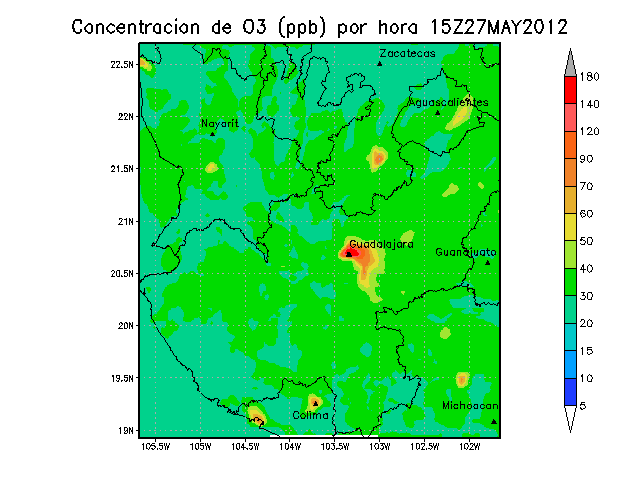 Concentracion de O3 (ppb) por hora 15Z27MAY2012
22.5N
22N
21.5N
21N
20.5N
20N
19.5N
19N
105.5W 105W 104.5W 104W 103.5W 103W 102.5W 102W
Zacatecas
Aguascalientes
Nayarit
Guadalajara
Guanajuato
Colima
Michoacan
180
140
120
90
70
60
50
40
30
20
15
10
5